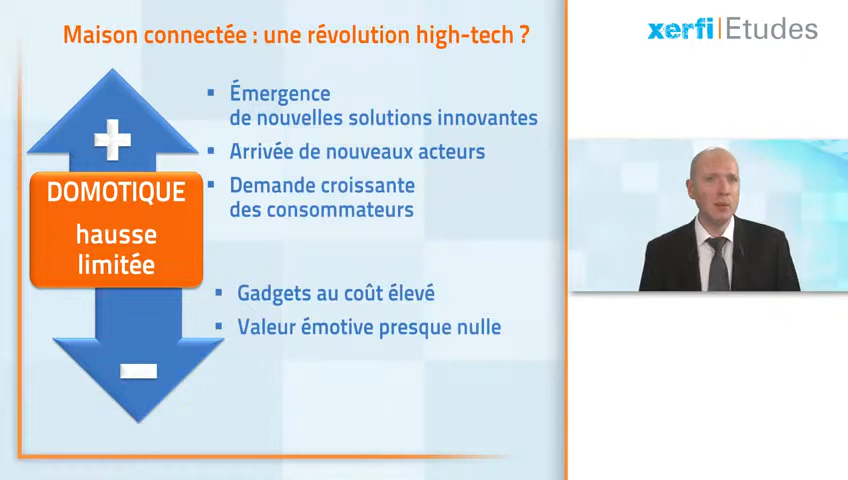 Maison connectée : une révolution high-tech ?
xerfi|Etudes
+
▪ Émergence
de nouvelles solutions innovantes
▪ Arrivée de nouveaux acteurs
▪ Demande croissante
des consommateurs
DOMOTIQUE
hausse
limitée
▪ Gadgets au coût élevé
▪ Valeur émotive presque nulle
–